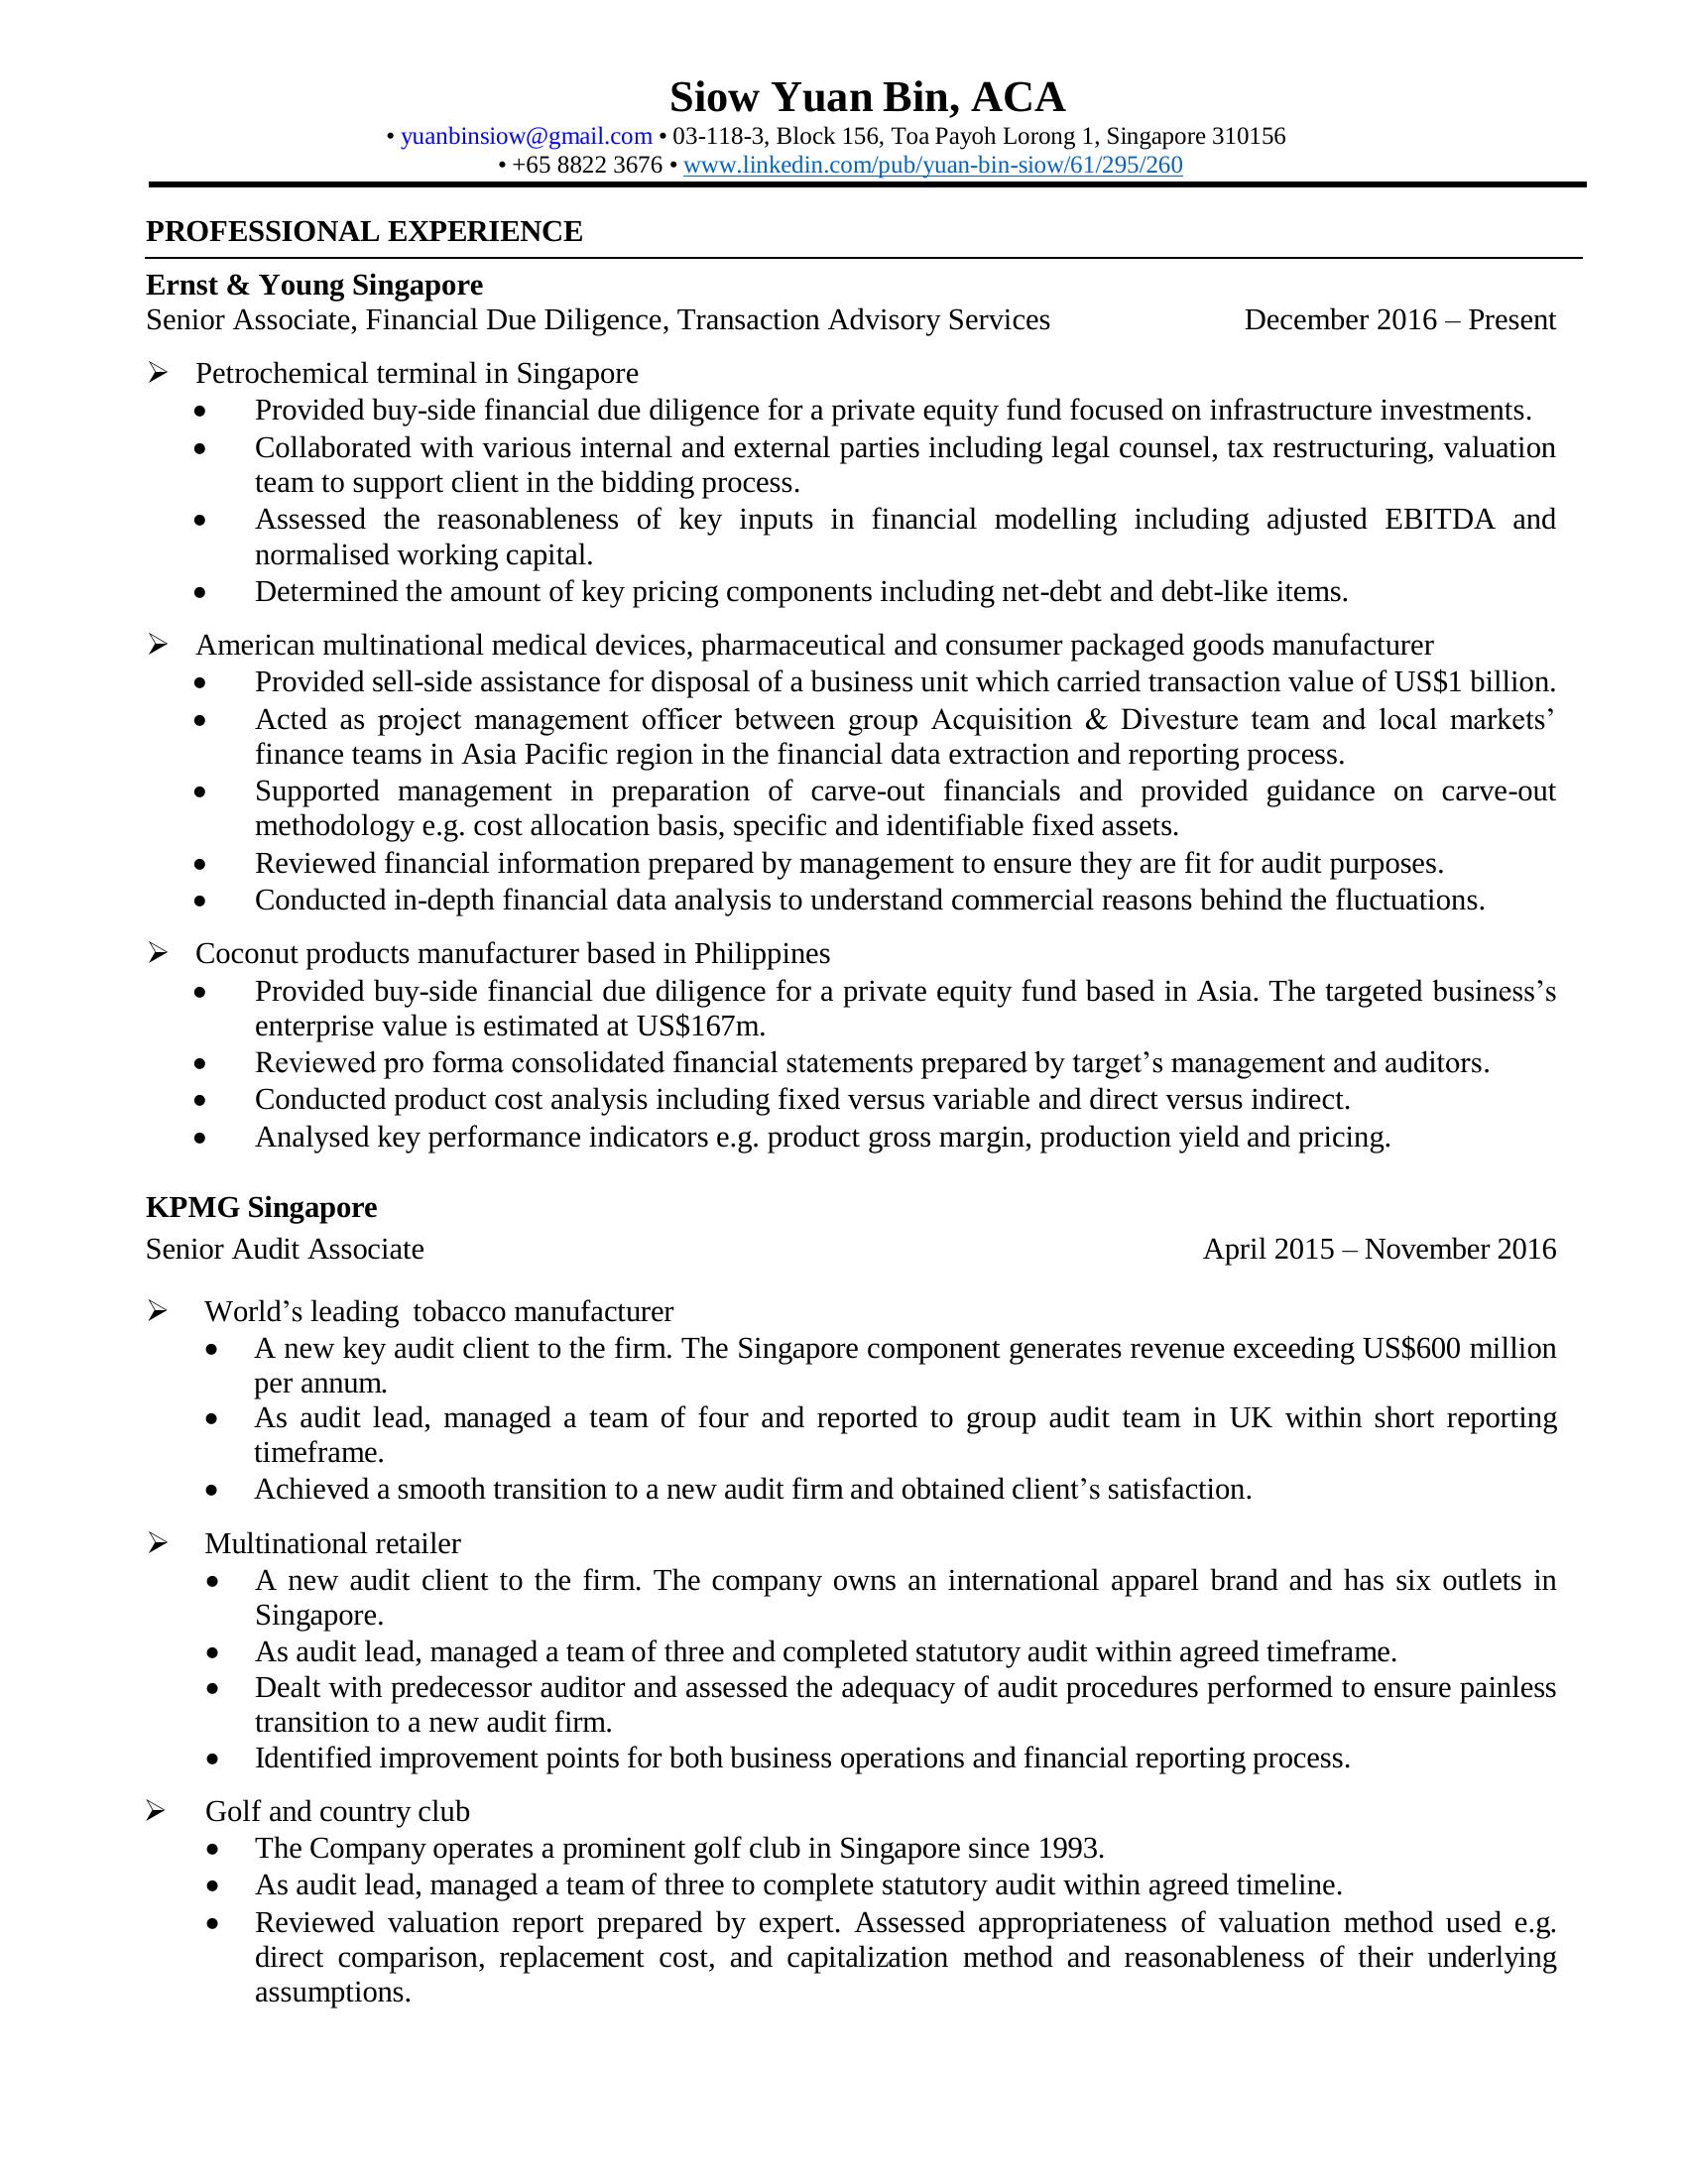 Siow Yuan Bin, ACA
• yuanbinsiow@gmail.com • 03-118-3, Block 156, Toa Payoh Lorong 1, Singapore 310156
• +65 8822 3676 • www.linkedin.com/pub/yuan-bin-siow/61/295/260
PROFESSIONAL EXPERIENCE
Ernst & Young Singapore
Senior Associate, Financial Due Diligence, Transaction Advisory Services December 2016 – Present
➢ Petrochemical terminal in Singapore
• Provided buy-side financial due diligence for a private equity fund focused on infrastructure investments.
• Collaborated with various internal and external parties including legal counsel, tax restructuring, valuation
team to support client in the bidding process.
• Assessed the reasonableness of key inputs in financial modelling including adjusted EBITDA and
normalised working capital.
• Determined the amount of key pricing components including net-debt and debt-like items.
➢ American multinational medical devices, pharmaceutical and consumer packaged goods manufacturer
• Provided sell-side assistance for disposal of a business unit which carried transaction value of US$1 billion.
• Acted as project management officer between group Acquisition & Divesture team and local markets’
finance teams in Asia Pacific region in the financial data extraction and reporting process.
• Supported management in preparation of carve-out financials and provided guidance on carve-out
methodology e.g. cost allocation basis, specific and identifiable fixed assets.
• Reviewed financial information prepared by management to ensure they are fit for audit purposes.
• Conducted in-depth financial data analysis to understand commercial reasons behind the fluctuations.
➢ Coconut products manufacturer based in Philippines
• Provided buy-side financial due diligence for a private equity fund based in Asia. The targeted business’s
enterprise value is estimated at US$167m.
• Reviewed pro forma consolidated financial statements prepared by target’s management and auditors.
• Conducted product cost analysis including fixed versus variable and direct versus indirect.
• Analysed key performance indicators e.g. product gross margin, production yield and pricing.
KPMG Singapore
Senior Audit Associate April 2015 – November 2016
➢ World’s leading tobacco manufacturer
• A new key audit client to the firm. The Singapore component generates revenue exceeding US$600 million
per annum.
• As audit lead, managed a team of four and reported to group audit team in UK within short reporting
timeframe.
• Achieved a smooth transition to a new audit firm and obtained client’s satisfaction.
➢ Multinational retailer
• A new audit client to the firm. The company owns an international apparel brand and has six outlets in
Singapore.
• As audit lead, managed a team of three and completed statutory audit within agreed timeframe.
• Dealt with predecessor auditor and assessed the adequacy of audit procedures performed to ensure painless
transition to a new audit firm.
• Identified improvement points for both business operations and financial reporting process.
➢ Golf and country club
• The Company operates a prominent golf club in Singapore since 1993.
• As audit lead, managed a team of three to complete statutory audit within agreed timeline.
• Reviewed valuation report prepared by expert. Assessed appropriateness of valuation method used e.g.
direct comparison, replacement cost, and capitalization method and reasonableness of their underlying
assumptions.